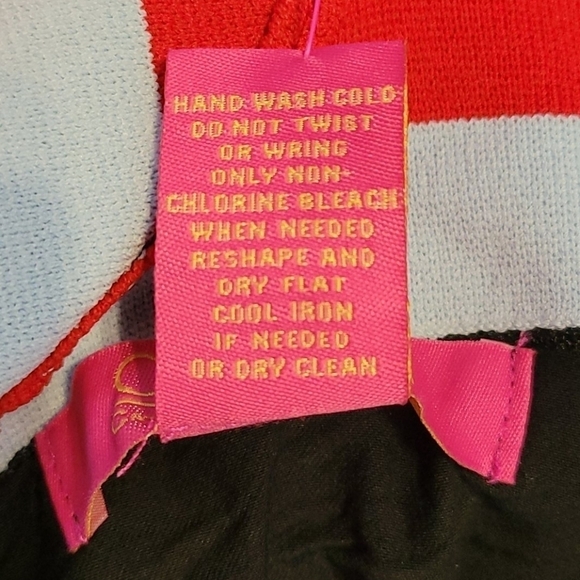 HAND WASH COLD
DO NOT TWIST
OR WRING
ONLY NON-
CHLORINE BLEACH
WHEN NEEDED
RESHAPE AND
DRY FLAT
COOL IRON
IF NEEDED
OR DRY CLEAN